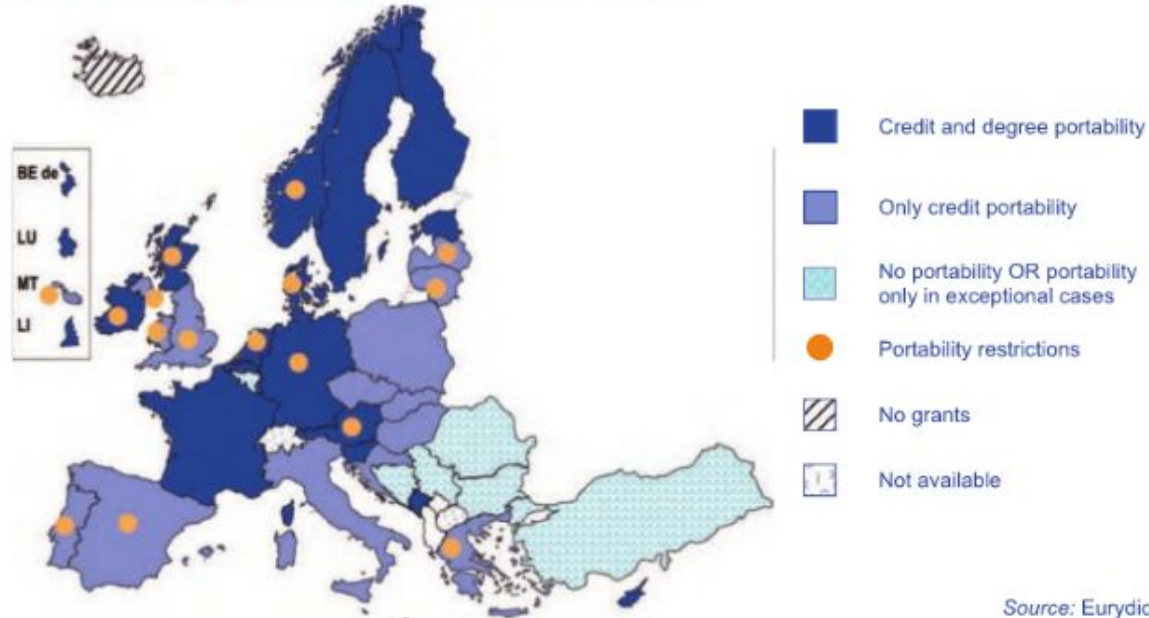 BE de
LU
MT
LI
Credit and degree portability
Only credit portability
No portability OR portability
only in exceptional cases
Portability restrictions
No grants
Not available
Source: Eurydic